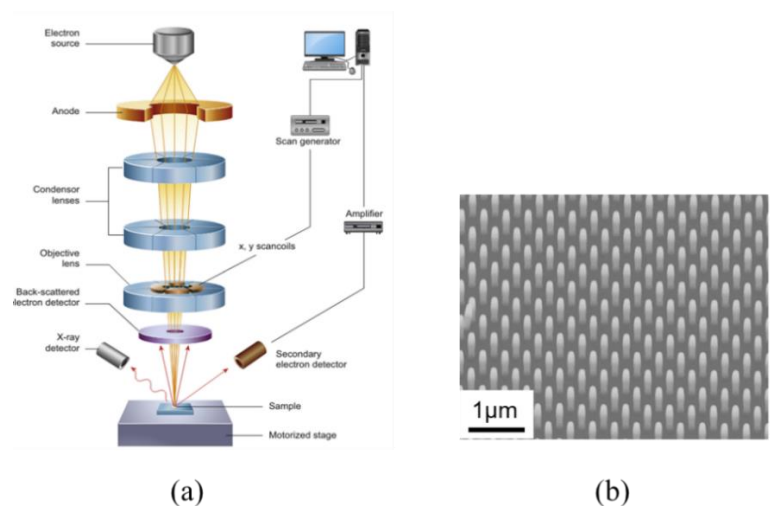 Electron
source
Anode
Scan generator
Condensor
lenses
Amplifier
x, y scancoils
Objective
lens
Back-scattered
lectron detector
X-ray
detector
Secondary
electron detector
Sample
Motorized stage
1μm
(a)
(b)